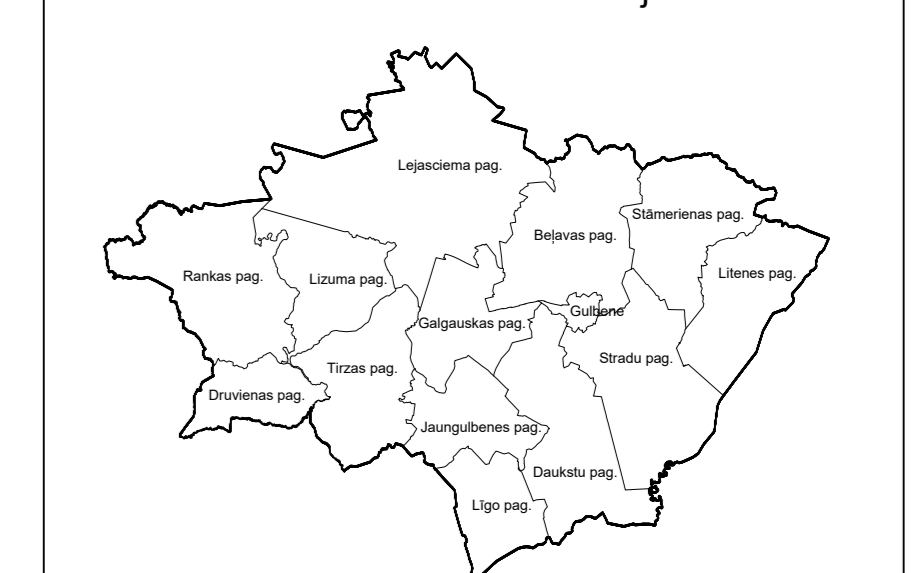 Lejasciema pag.
Stāmerienas pag.
Beļavas pag.
Rankas pag.
Lizuma pag.
Litenes pag.
Gulbene
Galgauskas pag.
Stradu pag.
Tirzas pag.
Druvienas pag.
Jaungulbenes pag.
Daukstu pag.
Līgo pag.